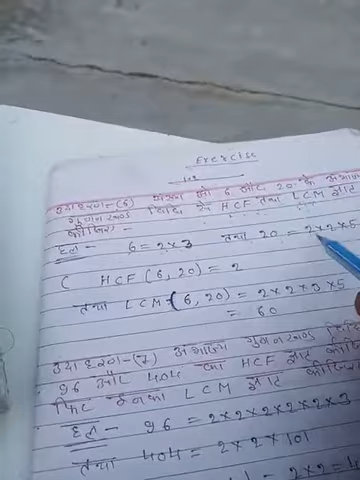 Exercise
उदाहरण-(6) संख्याओं 6 और 20 के अभाज्य
गुणनखण्ड विधि से HCF तथा LCM ज्ञात
कीजिए-
हल- 6 = 2×3 तथा 20 = 2×2×5
( HCF (6, 20) = 2
तथा LCM (6, 20) = 2×2×3×5
= 60
उदाहरण-(7) अभाज्य गुणनखण्ड विधि
96 और 404 का HCF ज्ञात
फिर इनका LCM ज्ञात कीजिए
हल- 96 = 2×2×2×2×2×3
तथा 404 = 2×2×101
= 2×2 = 4